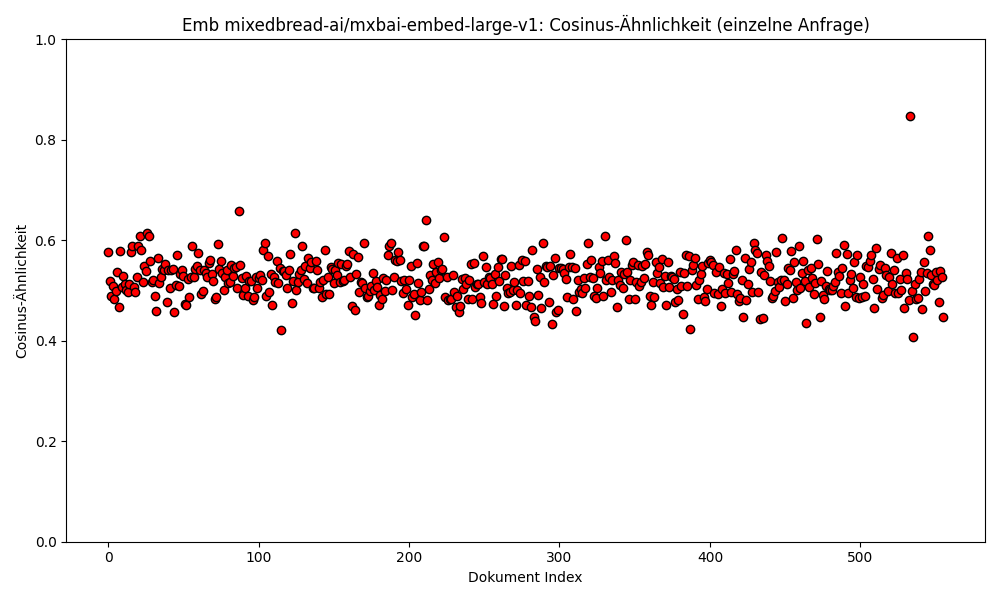 Emb mixedbread-ai/mxbai-embed-large-v1: Cosinus-Ähnlichkeit (einzelne Anfrage)
1.0
0.8
0.6
0.4
0.2
0.0
Cosinus-Ähnlichkeit
0 100 200 300 400 500
Dokument Index